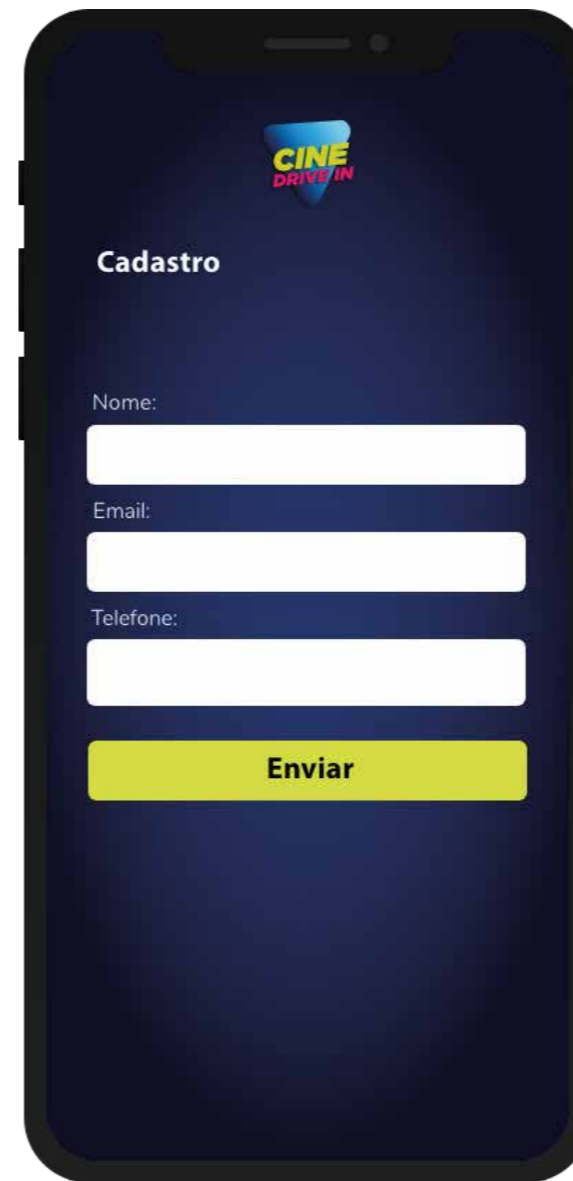 CINE
DRIVE IN
Cadastro
Nome:
Email:
Telefone:
Enviar